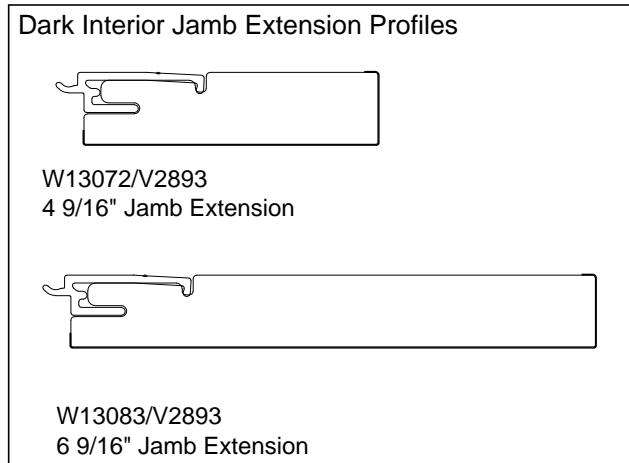 Dark Interior Jamb Extension Profiles
W13072/V2893
4 9/16" Jamb Extension
W13083/V2893
6 9/16" Jamb Extension